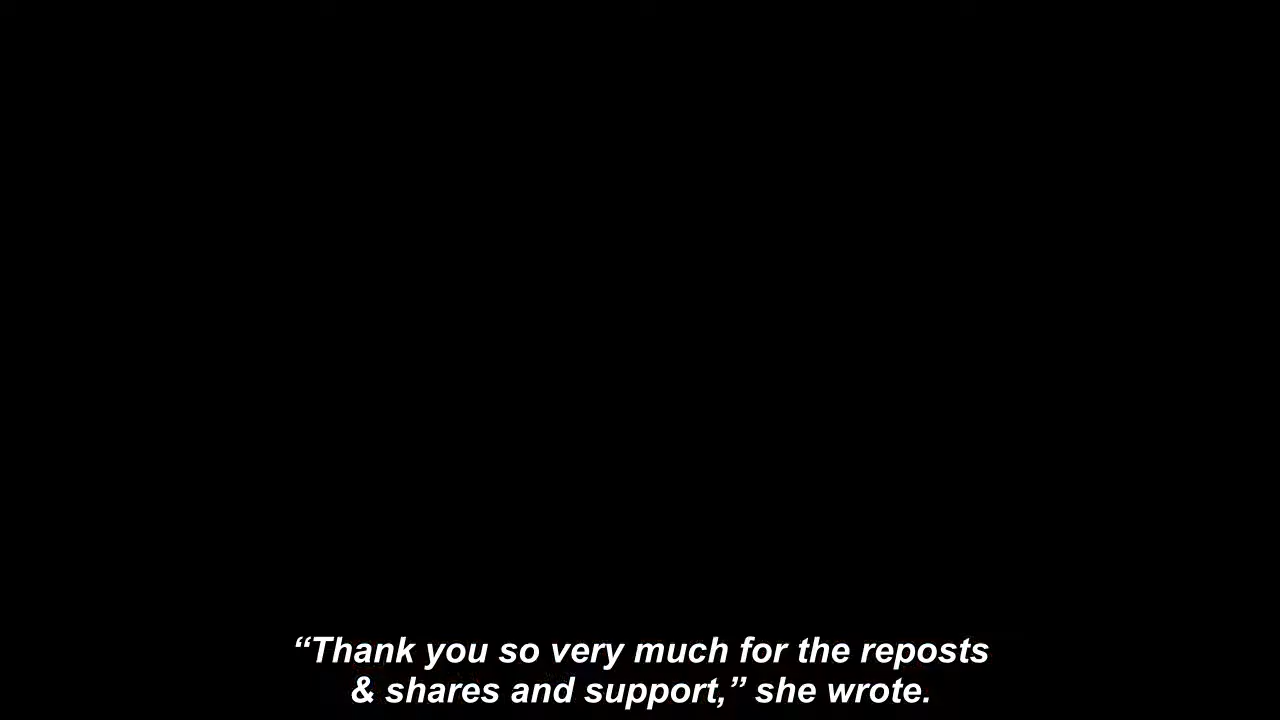 “Thank you so very much for the reposts
& shares and support,” she wrote.